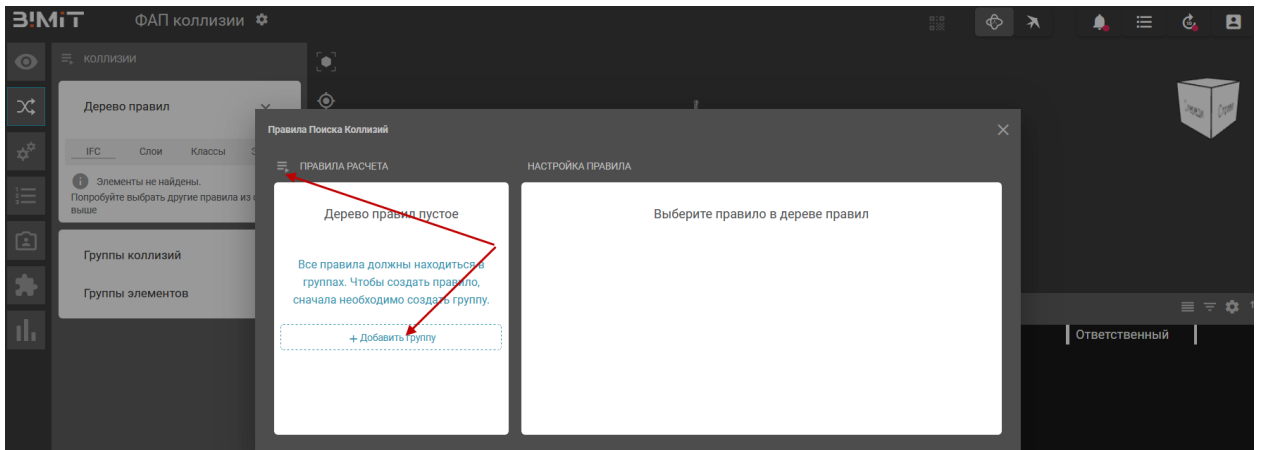 BIMiT
ФАП коллизии
КОЛЛИЗИИ
Дерево правил
IFC Слои Классы
Элементы не найдены.
Попробуйте выбрать другие правила из
выше
Группы коллизий
Группы элементов
Правила Поиска Коллизий
ПРАВИЛА РАСЧЕТА
НАСТРОЙКА ПРАВИЛА
Дерево правил пустое
Все правила должны находиться в
группах. Чтобы создать правило,
сначала необходимо создать группу.
+ Добавить группу
Выберите правило в дереве правил
Ответственный